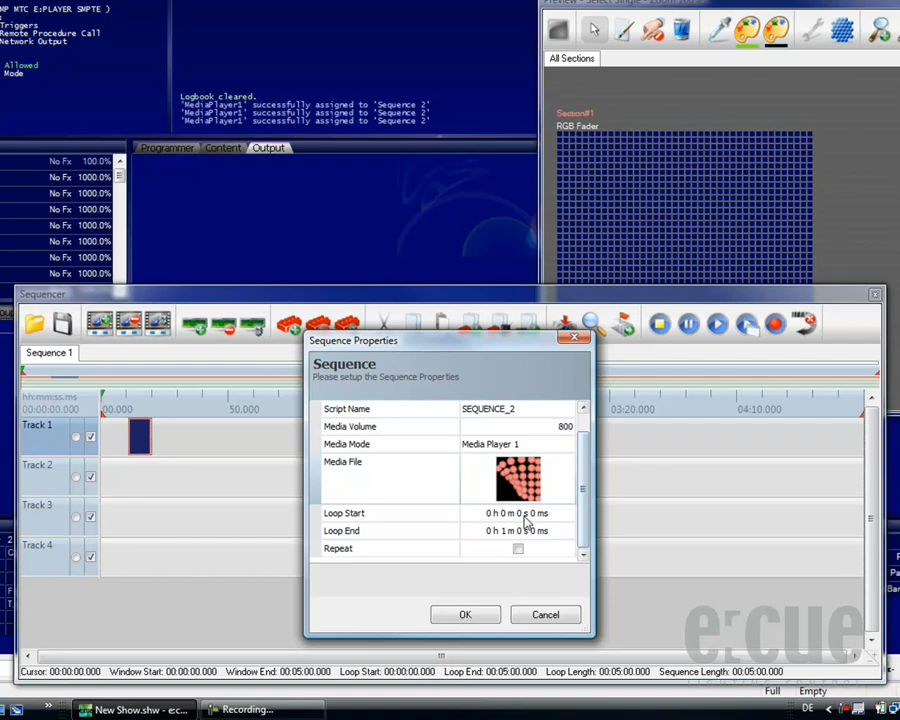 MP MTC E:PLAYER SMPTE )
Triggers
Remote Procedure Call
Network Output
Allowed
Mode
Logbook cleared.
'MediaPlayer1' successfully assigned to 'Sequence 2'
'MediaPlayer1' successfully assigned to 'Sequence 2'
'MediaPlayer1' successfully assigned to 'Sequence 2'
All Sections
Section#1
RGB Fader
Programmer
Content
Output
No Fx 100.0%
No Fx 1000.0%
No Fx 1000.0%
No Fx 1000.0%
No Fx 1000.0%
No Fx 1000.0%
No Fx 1000.0%
No Fx 1000.0%
Sequencer
Sequence 1
hh:mm:ss.ms
00:00:00.000
00.000
50.000
03:20.000
04:10.000
Track 1
Track 2
Track 3
Track 4
Sequence Properties
Sequence
Please setup the Sequence Properties
Script Name SEQUENCE_2
Media Volume 800
Media Mode Media Player 1
Media File
Loop Start 0 h 0 m 0 s 0 ms
Loop End 0 h 1 m 0 s 0 ms
Repeat
OK
Cancel
e:cue
Cursor: 00:00:00.000 Window Start: 00:00:00.000 Window End: 00:05:00.000 Loop Start: 00:00:00.000 Loop End: 00:05:00.000 Loop Length: 00:05:00.000 Sequence Length: 00:05:00.000
Full Empty
New Show.shw - e:c...
Recording...
DE